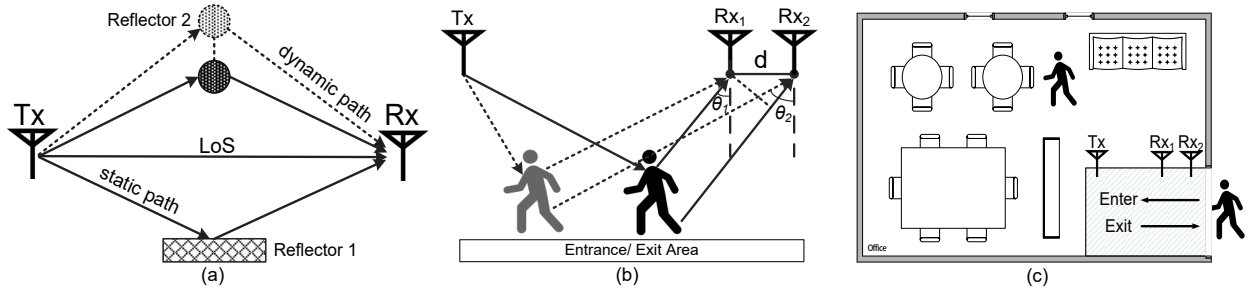 Reflector 2
dynamic path
Tx
LoS
Rx
static path
Reflector 1
(a)
Tx
Rx1
Rx2
d
θ1
θ2
Entrance/ Exit Area
(b)
Tx
Rx1
Rx2
Enter
Exit
Office
(c)